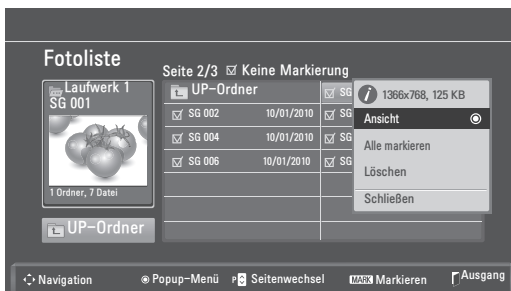 Fotoliste
Seite 2/3 Keine Markierung
Laufwerk 1
SG 001
1 Ordner, 7 Datei
UP-Ordner
UP-Ordner SG
SG 002 10/01/2010 SG
SG 004 10/01/2010 SG
SG 006 10/01/2010 SG
1366x768, 125 KB
Ansicht
Alle markieren
Löschen
Schließen
Navigation Popup-Menü P Seitenwechsel MARK Markieren Ausgang